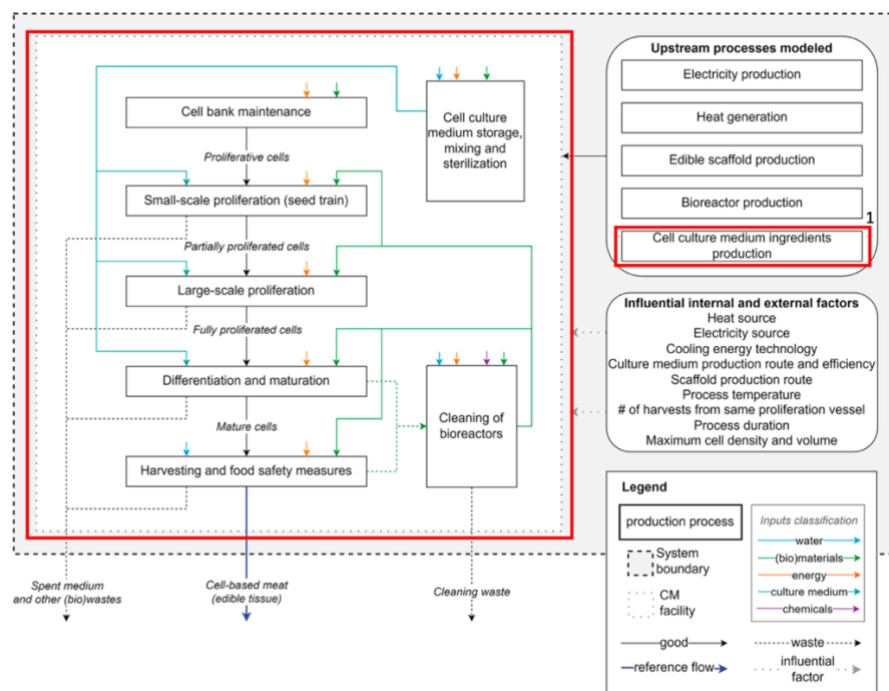 Cell bank maintenance
Proliferative cells
Small-scale proliferation (seed train)
Partially proliferated cells
Large-scale proliferation
Fully proliferated cells
Differentiation and maturation
Mature cells
Harvesting and food safety measures
Cell culture
medium storage,
mixing and
sterilization
Cleaning of
bioreactors
Spent medium
and other (bio)wastes
Cell-based meat
(edible tissue)
Cleaning waste
Upstream processes modeled
Electricity production
Heat generation
Edible scaffold production
Bioreactor production
1
Cell culture medium ingredients
production
Influential internal and external factors
Heat source
Electricity source
Cooling energy technology
Culture medium production route and efficiency
Scaffold production route
Process temperature
# of harvests from same proliferation vessel
Process duration
Maximum cell density and volume
Legend
production process
System
boundary
CM
facility
Inputs classification
water
(bio)materials
energy
culture medium
chemicals
good
waste
reference flow
influential
factor